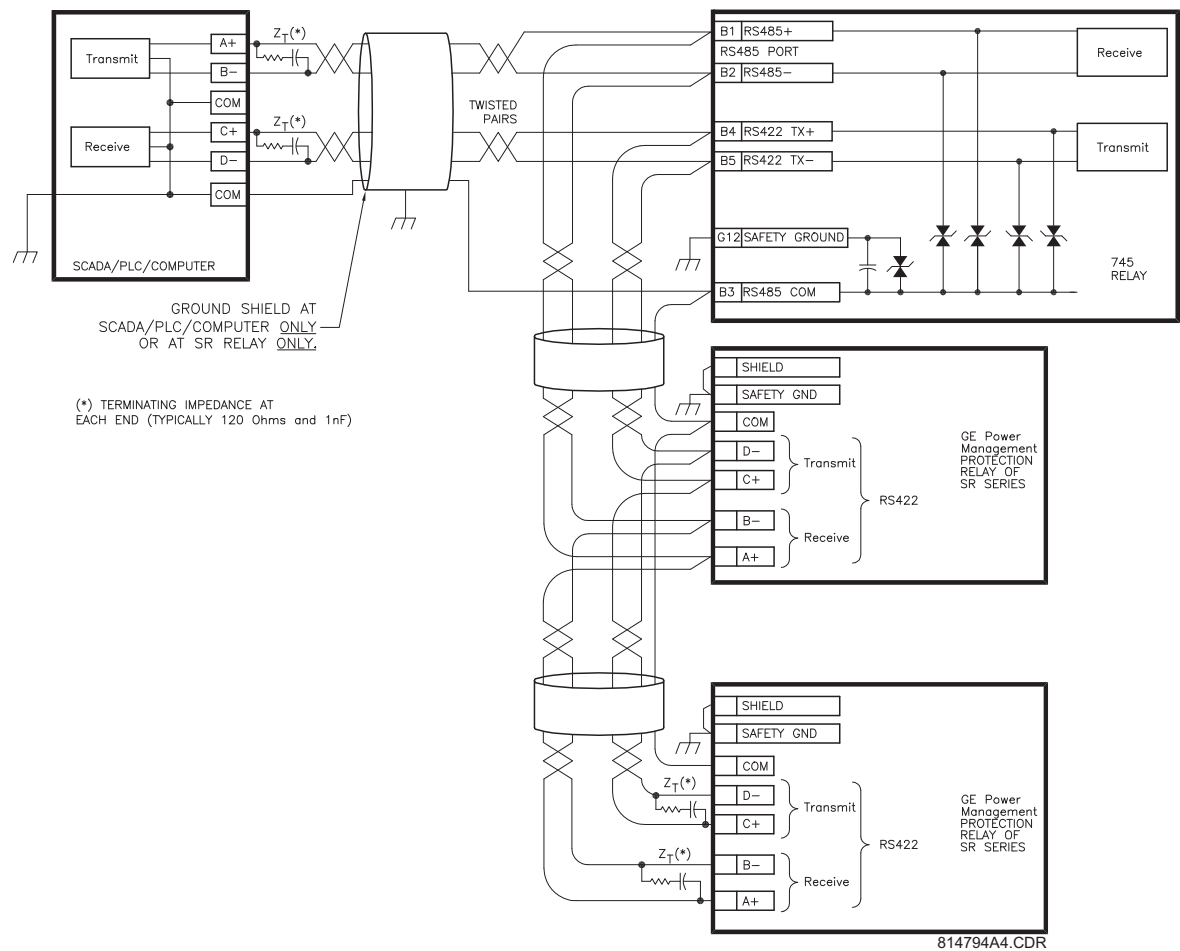 Transmit
Receive
A+
B-
COM
C+
D-
COM
SCADA/PLC/COMPUTER
ZT(*)
ZT(*)
TWISTED
PAIRS
GROUND SHIELD AT
SCADA/PLC/COMPUTER ONLY
OR AT SR RELAY ONLY.
(*) TERMINATING IMPEDANCE AT
EACH END (TYPICALLY 120 Ohms and 1nF)
B1 RS485+
RS485 PORT
B2 RS485-
B4 RS422 TX+
B5 RS422 TX-
G12 SAFETY GROUND
B3 RS485 COM
Receive
Transmit
745
RELAY
SHIELD
SAFETY GND
COM
D-
C+
B-
A+
Transmit
Receive
RS422
GE Power
Management
PROTECTION
RELAY OF
SR SERIES
SHIELD
SAFETY GND
COM
ZT(*)
D-
C+
ZT(*)
B-
A+
Transmit
Receive
RS422
GE Power
Management
PROTECTION
RELAY OF
SR SERIES
814794A4.CDR